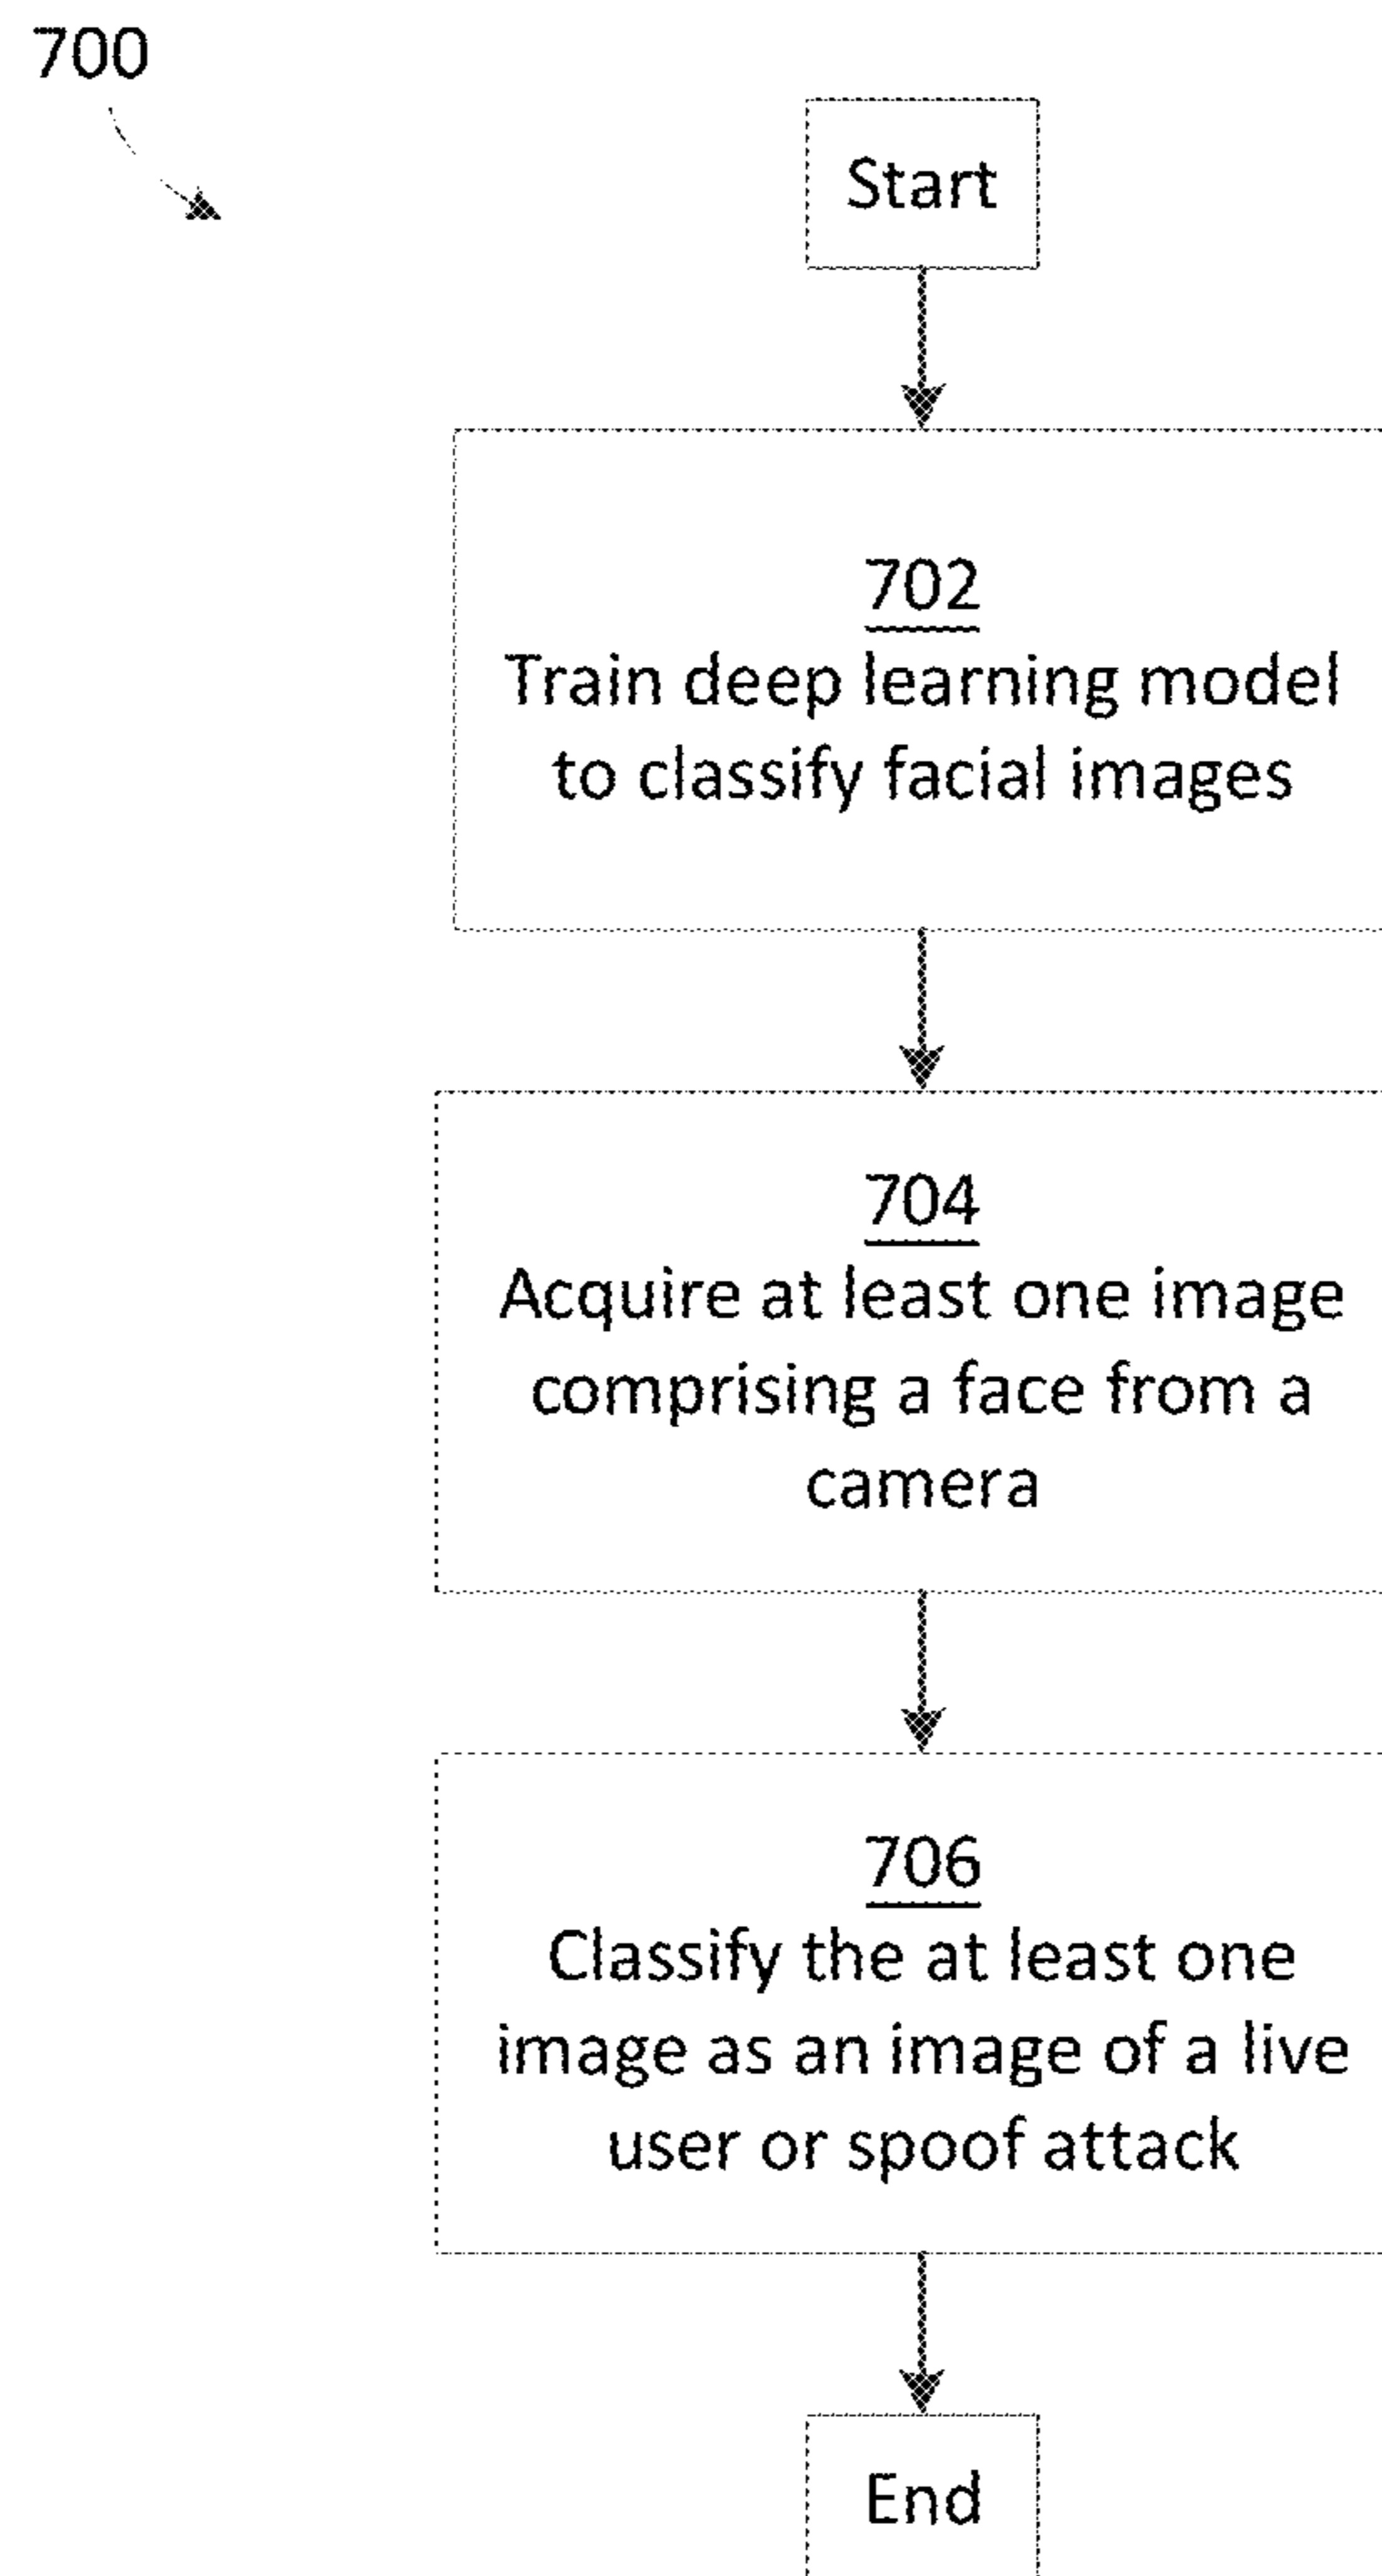 700
Start
702
Train deep learning model
to classify facial images
704
Acquire at least one image
comprising a face from a
camera
706
Classify the at least one
image as an image of a live
user or spoof attack
End